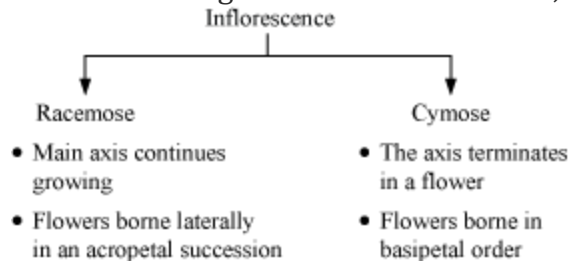 Inflorescence
Racemose
• Main axis continues
growing
• Flowers borne laterally
in an acropetal succession
Cymose
• The axis terminates
in a flower
• Flowers borne in
basipetal order